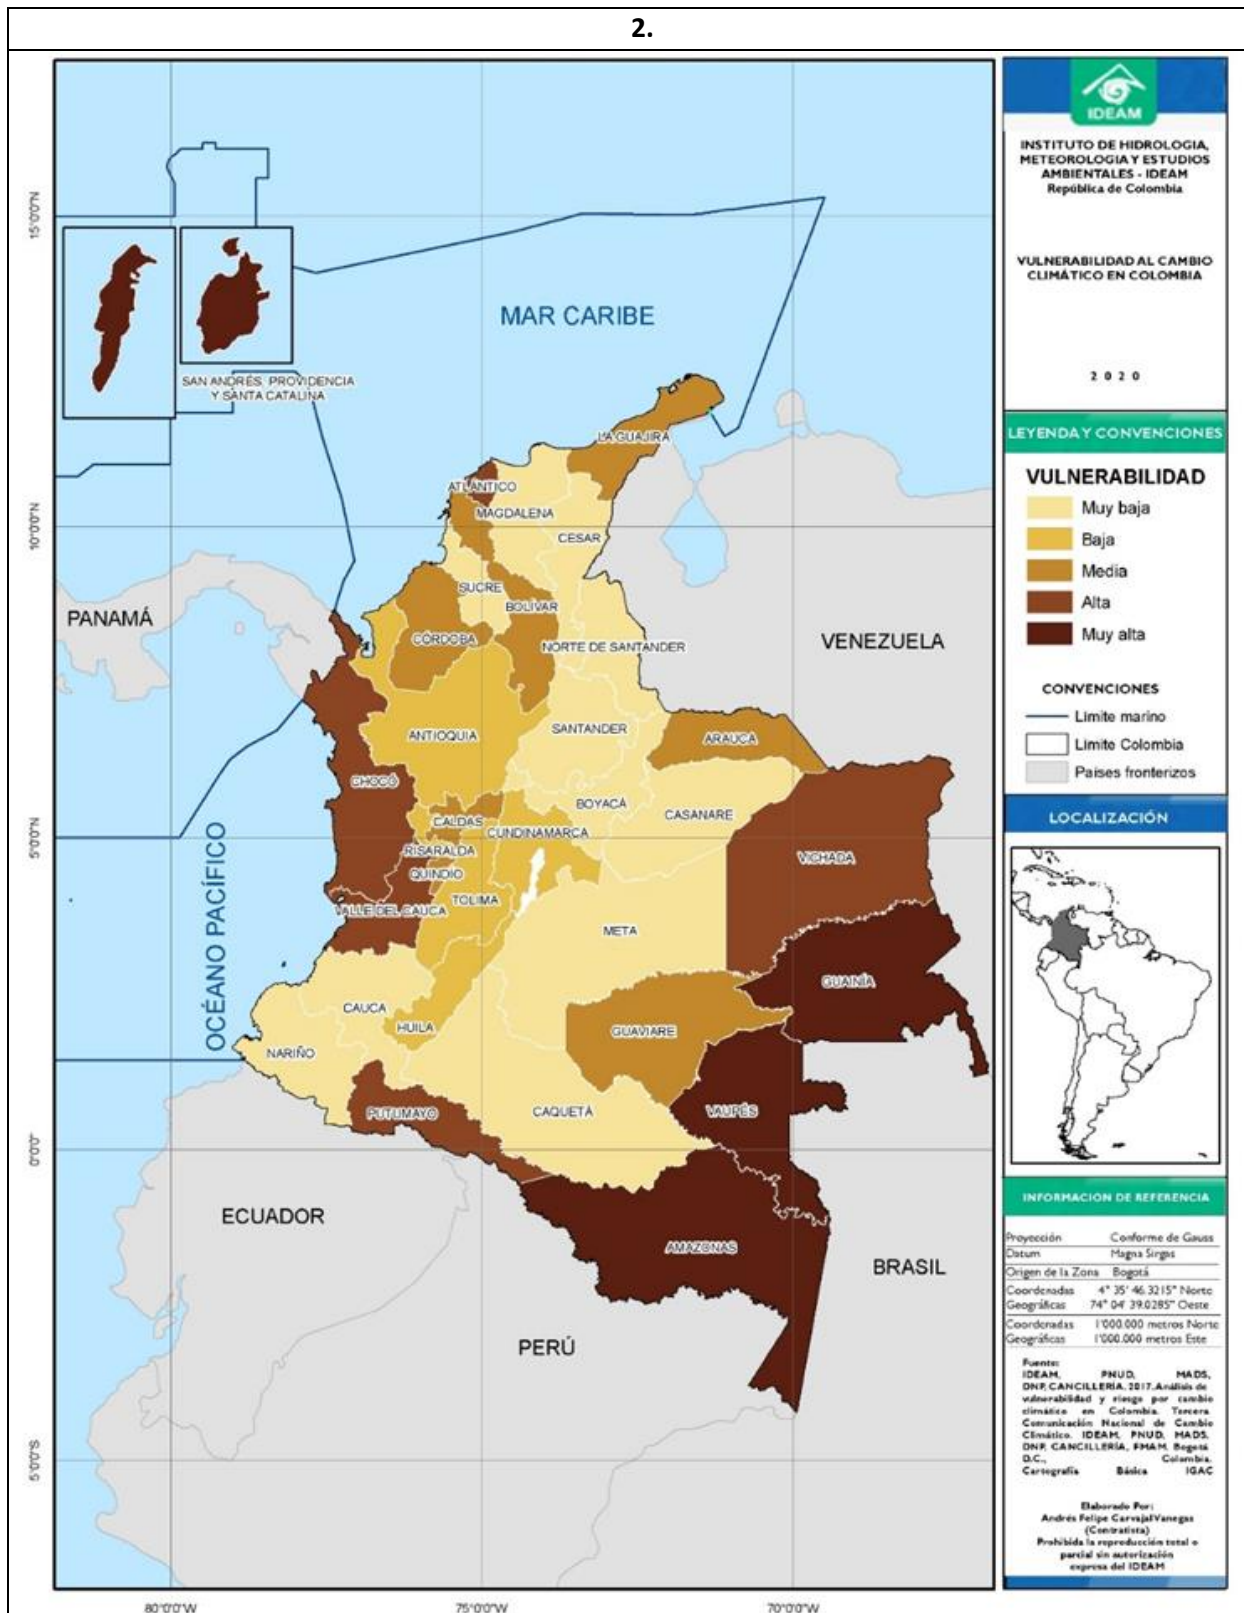 2.
MAR CARIBE
SAN ANDRÉS, PROVIDENCIA
Y SANTA CATALINA
LA GUAJIRA
ATLÁNTICO
MAGDALENA
CESAR
SUCRE
BOLÍVAR
PANAMÁ
CÓRDOBA
NORTE DE SANTANDER
VENEZUELA
ANTIOQUIA
SANTANDER
ARAUCA
CHOCÓ
BOYACÁ
CASANARE
CALDAS
CUNDINAMARCA
RISARALDA
VICHADA
QUINDIO
TOLIMA
VALLE DEL CAUCA
META
OCÉANO PACÍFICO
GUAINÍA
CAUCA
HUILA
GUAVIARE
NARIÑO
PUTUMAYO
CAQUETÁ
VAUPÉS
ECUADOR
AMAZONAS
BRASIL
PERÚ
15°0'0"N
10°0'0"N
5°0'0"N
0°0'0"
5°0'0"S
80°0'0"W
75°0'0"W
70°0'0"W
IDEAM
INSTITUTO DE HIDROLOGIA,
METEOROLOGIA Y ESTUDIOS
AMBIENTALES - IDEAM
República de Colombia
VULNERABILIDAD AL CAMBIO
CLIMÁTICO EN COLOMBIA
2 0 2 0
LEYENDA Y CONVENCIONES
VULNERABILIDAD
Muy baja
Baja
Media
Alta
Muy alta
CONVENCIONES
Límite marino
Límite Colombia
Países fronterizos
LOCALIZACIÓN
INFORMACION DE REFERENCIA
Proyección Conforme de Gauss
Datum Magna Sirgas
Origen de la Zona Bogotá
Coordenadas 4° 35' 46.3215" Norte
Geográficas 74° 04' 39.0285" Oeste
Coordenadas 1'000.000 metros Norte
Geográficas 1'000.000 metros Este
Fuente:
IDEAM, PNUD, MADS,
DNP, CANCILLERÍA. 2017. Análisis de
vulnerabilidad y riesgo por cambio
climático en Colombia. Tercera
Comunicación Nacional de Cambio
Climático. IDEAM, PNUD, MADS,
DNP, CANCILLERÍA, FMAM. Bogotá
D.C., Colombia.
Cartografía Básica IGAC
Elaborado Por:
Andrés Felipe Carvajal Vanegas
(Contratista)
Prohibida la reproducción total o
parcial sin autorización
expresa del IDEAM